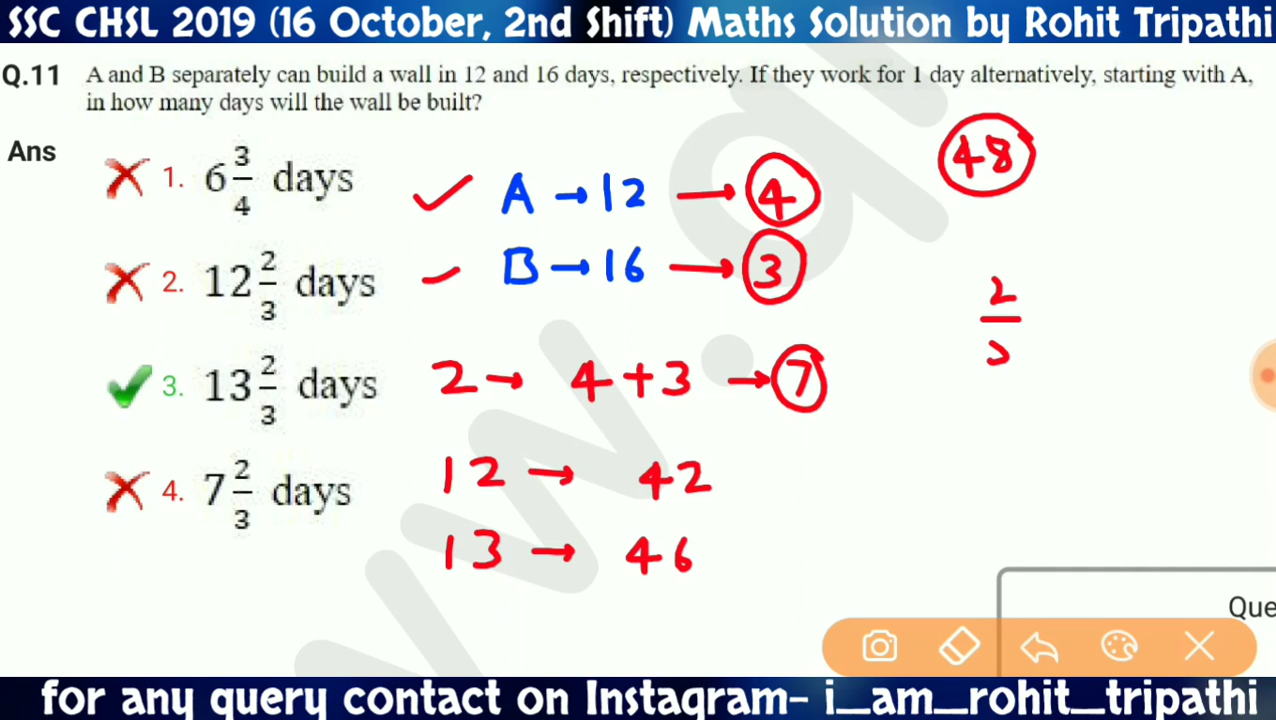 SSC CHSL 2019 (16 October, 2nd Shift) Maths Solution by Rohit Tripathi
Q.11 A and B separately can build a wall in 12 and 16 days, respectively. If they work for 1 day alternatively, starting with A,
in how many days will the wall be built?
Ans
1. 6 3/4 days
2. 12 2/3 days
3. 13 2/3 days
4. 7 2/3 days
48
A → 12 → 4
B → 16 → 3
2/3
2 → 4 + 3 → 7
12 → 42
13 → 46
Que
for any query contact on Instagram- i_am_rohit_tripathi